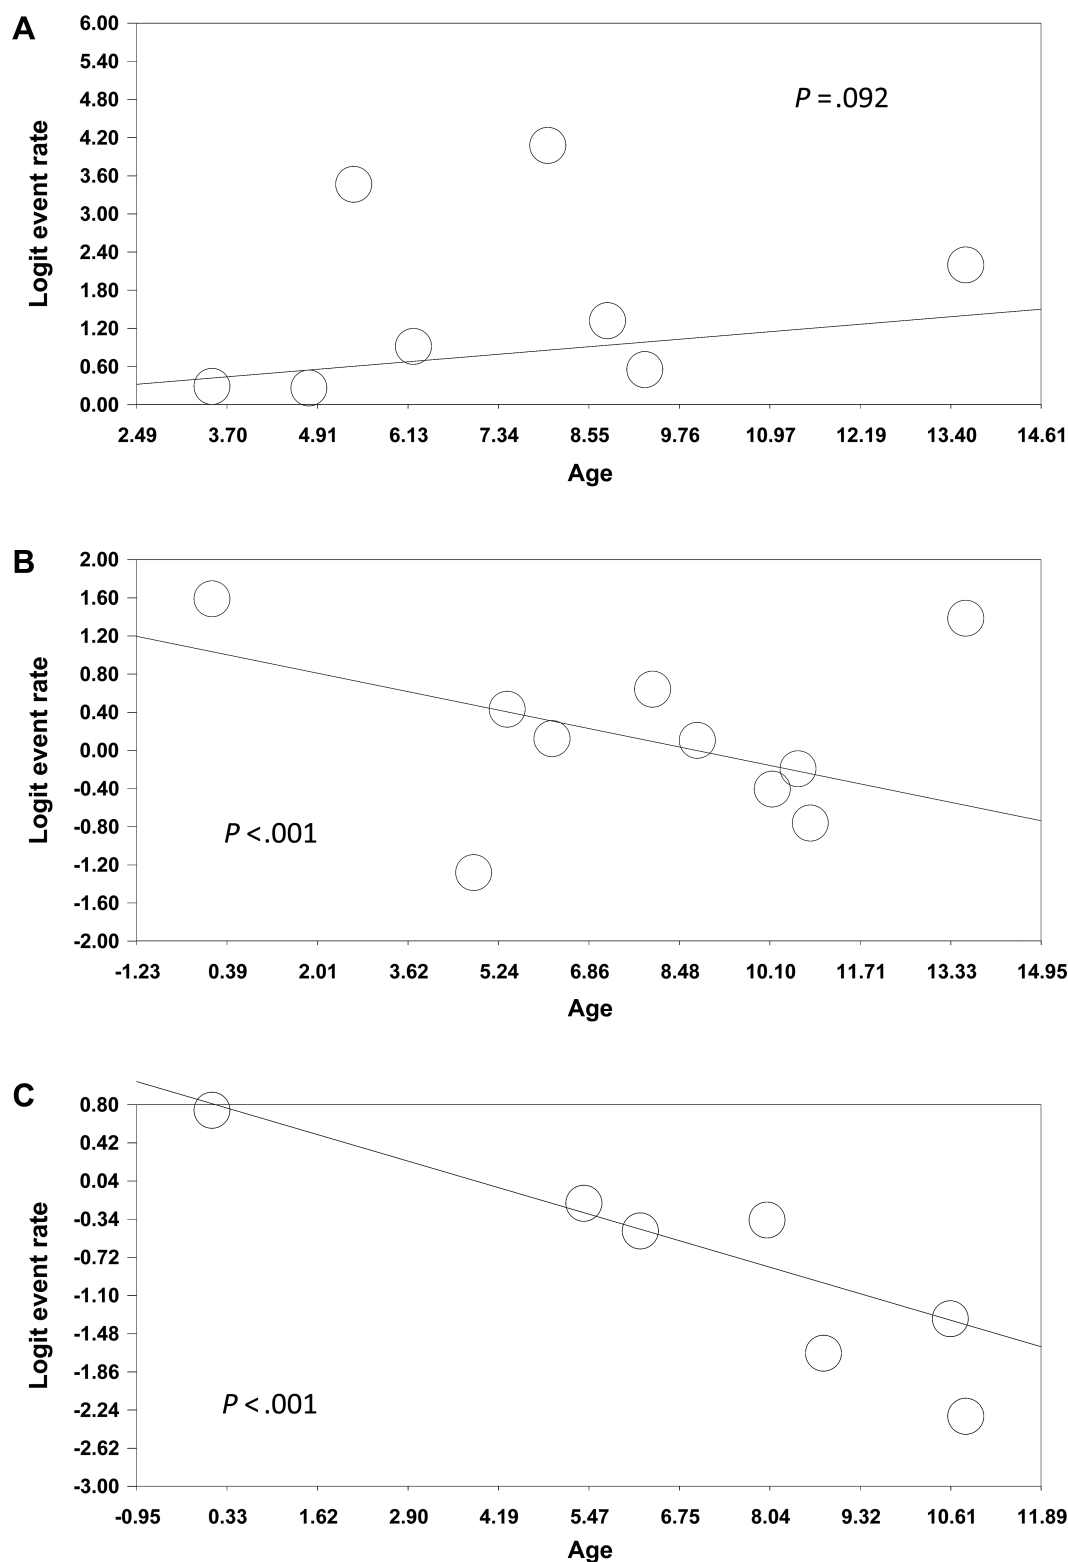 A
6.00
5.40
4.80
4.20
3.60
3.00
2.40
1.80
1.20
0.60
0.00
Logit event rate
P = .092
2.49 3.70 4.91 6.13 7.34 8.55 9.76 10.97 12.19 13.40 14.61
Age
B
2.00
1.60
1.20
0.80
0.40
0.00
-0.40
-0.80
-1.20
-1.60
-2.00
Logit event rate
P < .001
-1.23 0.39 2.01 3.62 5.24 6.86 8.48 10.10 11.71 13.33 14.95
Age
C
0.80
0.42
0.04
-0.34
-0.72
-1.10
-1.48
-1.86
-2.24
-2.62
-3.00
Logit event rate
P < .001
-0.95 0.33 1.62 2.90 4.19 5.47 6.75 8.04 9.32 10.61 11.89
Age